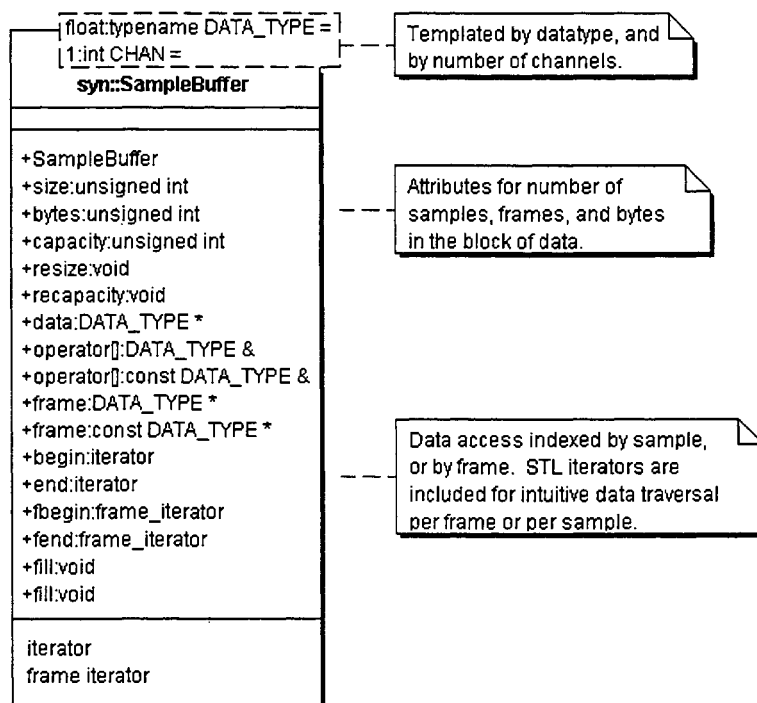 float:typename DATA_TYPE =
1:int CHAN =
syn::SampleBuffer
+SampleBuffer
+size:unsigned int
+bytes:unsigned int
+capacity:unsigned int
+resize:void
+recapacity:void
+data:DATA_TYPE *
+operator[]:DATA_TYPE &
+operator[]:const DATA_TYPE &
+frame:DATA_TYPE *
+frame:const DATA_TYPE *
+begin:iterator
+end:iterator
+fbegin:frame_iterator
+fend:frame_iterator
+fill:void
+fill:void
iterator
frame iterator
Templated by datatype, and
by number of channels.
Attributes for number of
samples, frames, and bytes
in the block of data.
Data access indexed by sample,
or by frame. STL iterators are
included for intuitive data traversal
per frame or per sample.